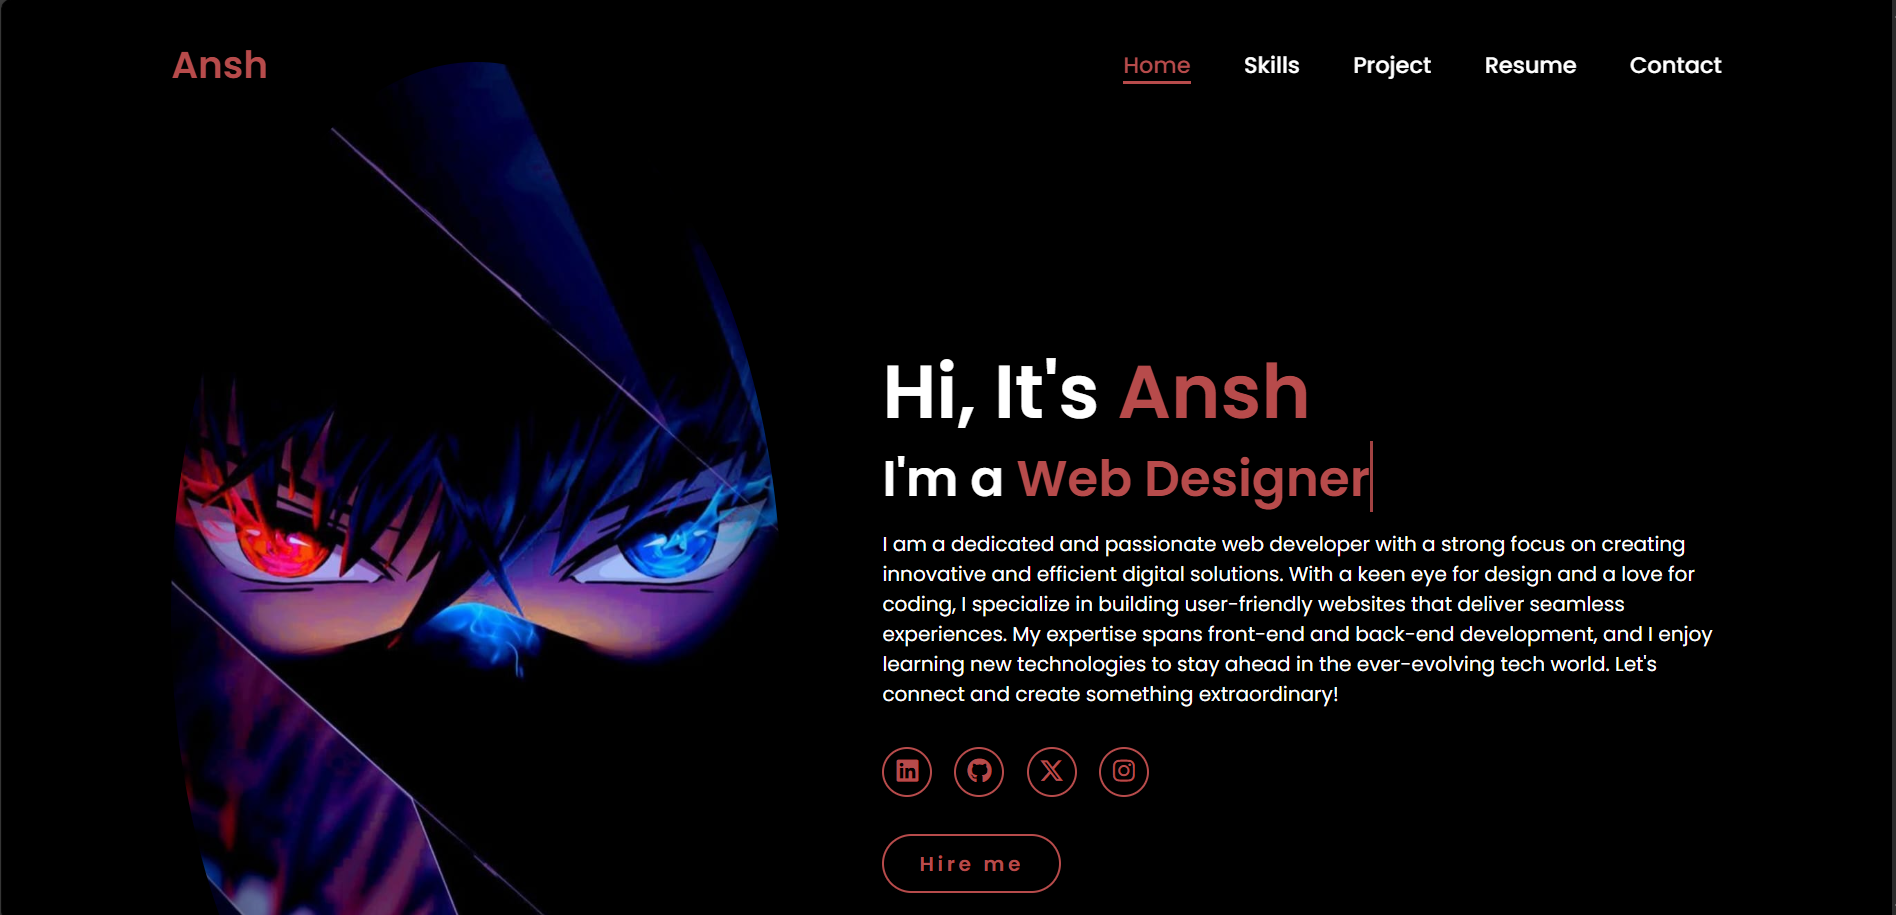 Ansh
Home Skills Project Resume Contact
Hi, It's Ansh
I'm a Web Designer
I am a dedicated and passionate web developer with a strong focus on creating
innovative and efficient digital solutions. With a keen eye for design and a love for
coding, I specialize in building user-friendly websites that deliver seamless
experiences. My expertise spans front-end and back-end development, and I enjoy
learning new technologies to stay ahead in the ever-evolving tech world. Let's
connect and create something extraordinary!
Hire me